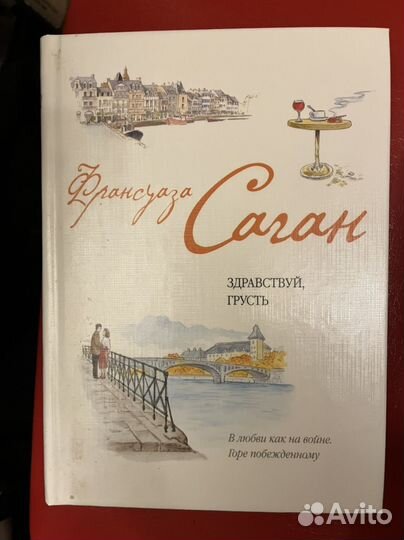 Франсуаза
Саган
ЗДРАВСТВУЙ,
ГРУСТЬ
В любви как на войне.
Горе побежденному
Avito